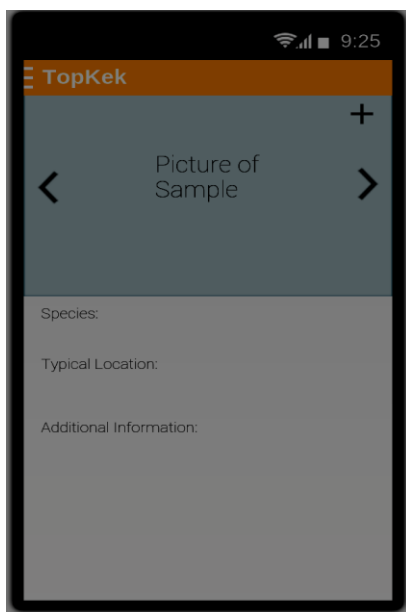 9:25
TopKek
Picture of
Sample
Species:
Typical Location:
Additional Information: